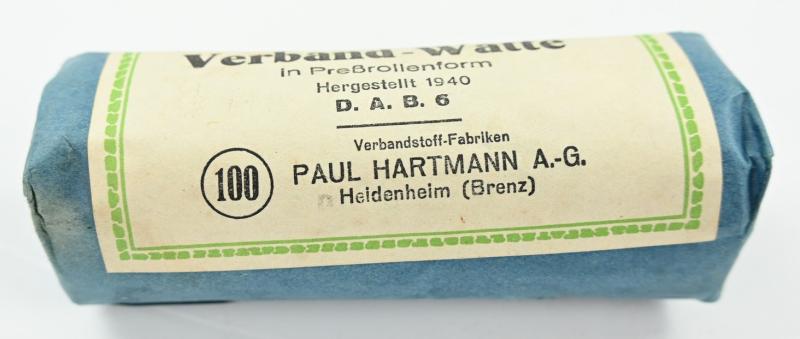 Verband-Watte
in Preßrollenform
Hergestellt 1940
D. A. B. 6
Verbandstoff-Fabriken
100 PAUL HARTMANN A.-G.
Heidenheim (Brenz)